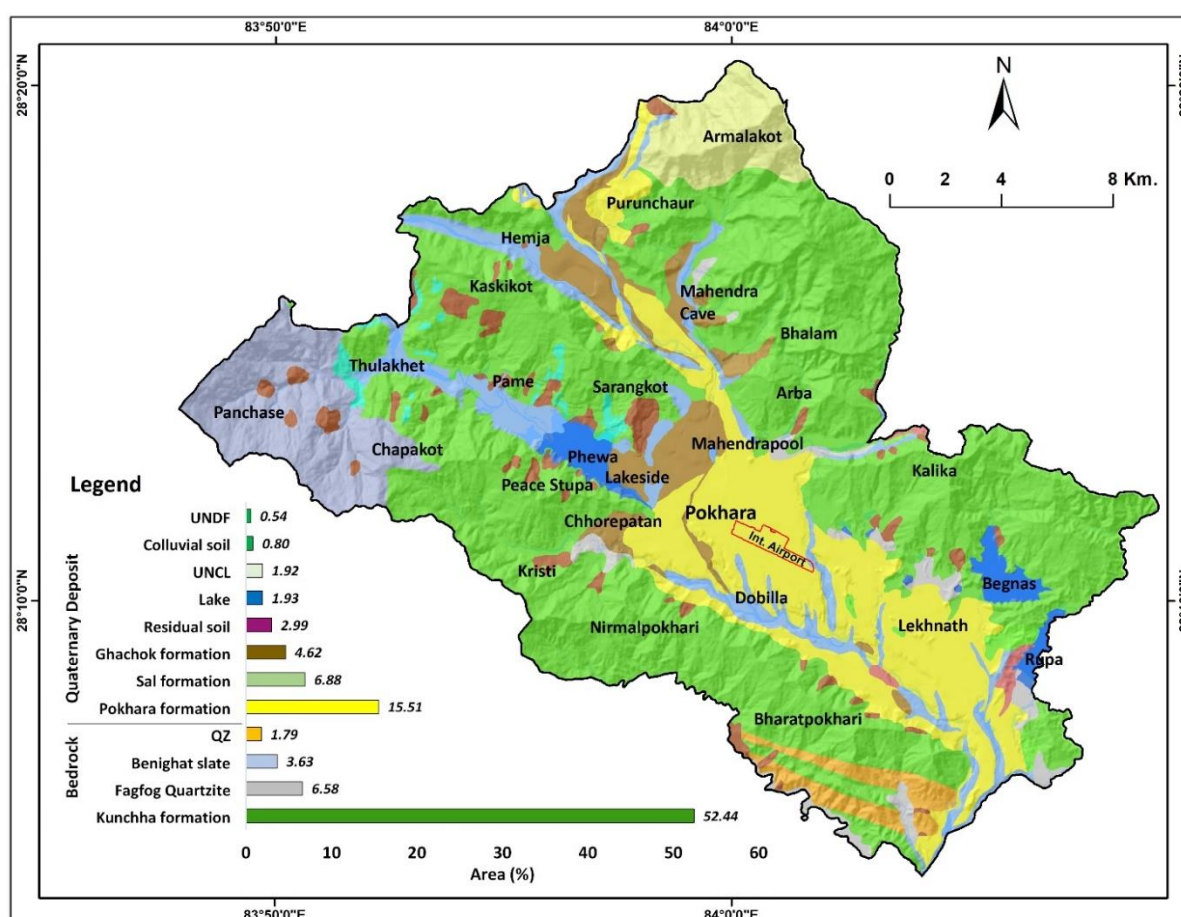 83°50'0"E
84°0'0"E
28°20'0"N
N
0 2 4 8 Km.
Armalakot
Purunchaur
Hemja
Kaskikot
Mahendra
Cave
Bhalam
Thulakhet
Pame
Sarangkot
Arba
Panchase
Chapakot
Mahendrapool
Kalika
Phewa
Lakeside
Peace Stupa
Pokhara
Chhorepatan
Int. Airport
Kristi
Begnas
Dobilla
Lekhnath
Nirmalpokhari
Rupa
Bharatpokhari
28°10'0"N
Legend
Quaternary Deposit
UNDF 0.54
Colluvial soil 0.80
UNCL 1.92
Lake 1.93
Residual soil 2.99
Ghachok formation 4.62
Sal formation 6.88
Pokhara formation 15.51
Bedrock
QZ 1.79
Benighat slate 3.63
Fagfog Quartzite 6.58
Kunchha formation 52.44
0 10 20 30 40 50 60
Area (%)
83°50'0"E
84°0'0"E